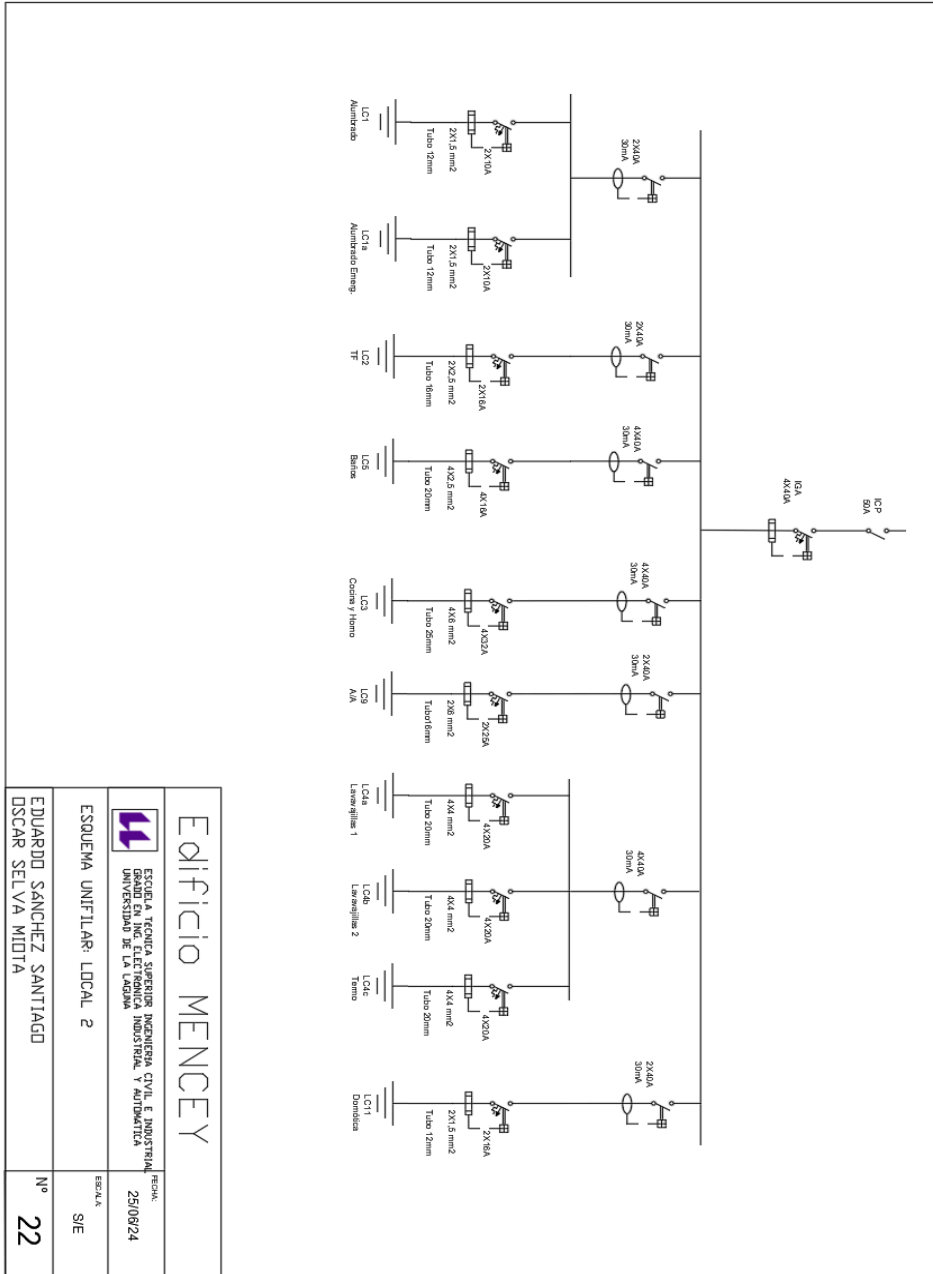 ICP
50A
IGA
4X40A
2X40A
30mA
2X40A
30mA
4X40A
30mA
4X40A
30mA
2X40A
30mA
4X40A
30mA
2X40A
30mA
2X10A
2X1,5 mm2
Tubo 12mm
LC1
Alumbrado
2X10A
2X1,5 mm2
Tubo 12mm
LC1a
Alumbrado Emerg.
2X16A
2X2,5 mm2
Tubo 16mm
LC2
TF
4X16A
4X2,5 mm2
Tubo 20mm
LC5
Baños
4X32A
4X6 mm2
Tubo 25mm
LC3
Cocina y Horno
2X25A
2X6 mm2
Tubo16mm
LC9
A/A
4X20A
4X4 mm2
Tubo 20mm
LC4a
Lavavajillas 1
4X20A
4X4 mm2
Tubo 20mm
LC4b
Lavavajillas 2
4X20A
4X4 mm2
Tubo 20mm
LC4c
Termo
2X16A
2X1,5 mm2
Tubo 12mm
LC11
Domótica
Edificio MENCEY
ESCUELA TéCNICA SUPERIOR INGENIERíA CIVIL E INDUSTRIAL
GRADO EN ING. ELECTRóNICA INDUSTRIAL Y AUTOMATICA
UNIVERSIDAD DE LA LAGUNA
FECHA:
25/06/24
ESQUEMA UNIFILAR: LOCAL 2
ESCALA:
S/E
EDUARDO SáNCHEZ SANTIAGO
OSCAR SELVA MIOTA
Nº
22